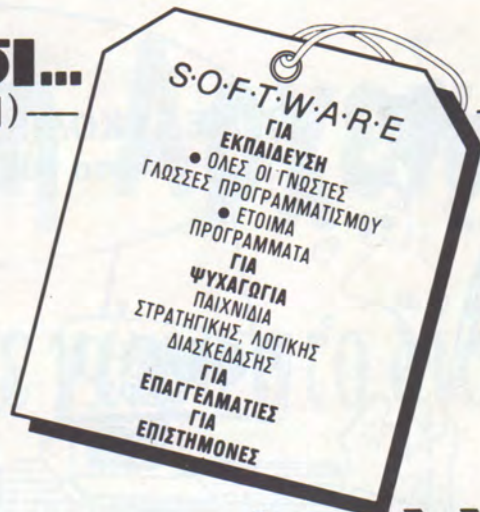 S·O·F·T·W·A·R·E
ΓΙΑ
ΕΚΠΑΙΔΕΥΣΗ
● ΟΛΕΣ ΟΙ ΓΝΩΣΤΕΣ
ΓΛΩΣΣΕΣ ΠΡΟΓΡΑΜΜΑΤΙΣΜΟΥ
● ΕΤΟΙΜΑ
ΠΡΟΓΡΑΜΜΑΤΑ
ΓΙΑ
ΨΥΧΑΓΩΓΙΑ
ΠΑΙΧΝΙΔΙΑ
ΣΤΡΑΤΗΓΙΚΗΣ, ΛΟΓΙΚΗΣ
ΔΙΑΣΚΕΔΑΣΗΣ
ΓΙΑ
ΕΠΑΓΓΕΛΜΑΤΙΕΣ
ΓΙΑ
ΕΠΙΣΤΗΜΟΝΕΣ